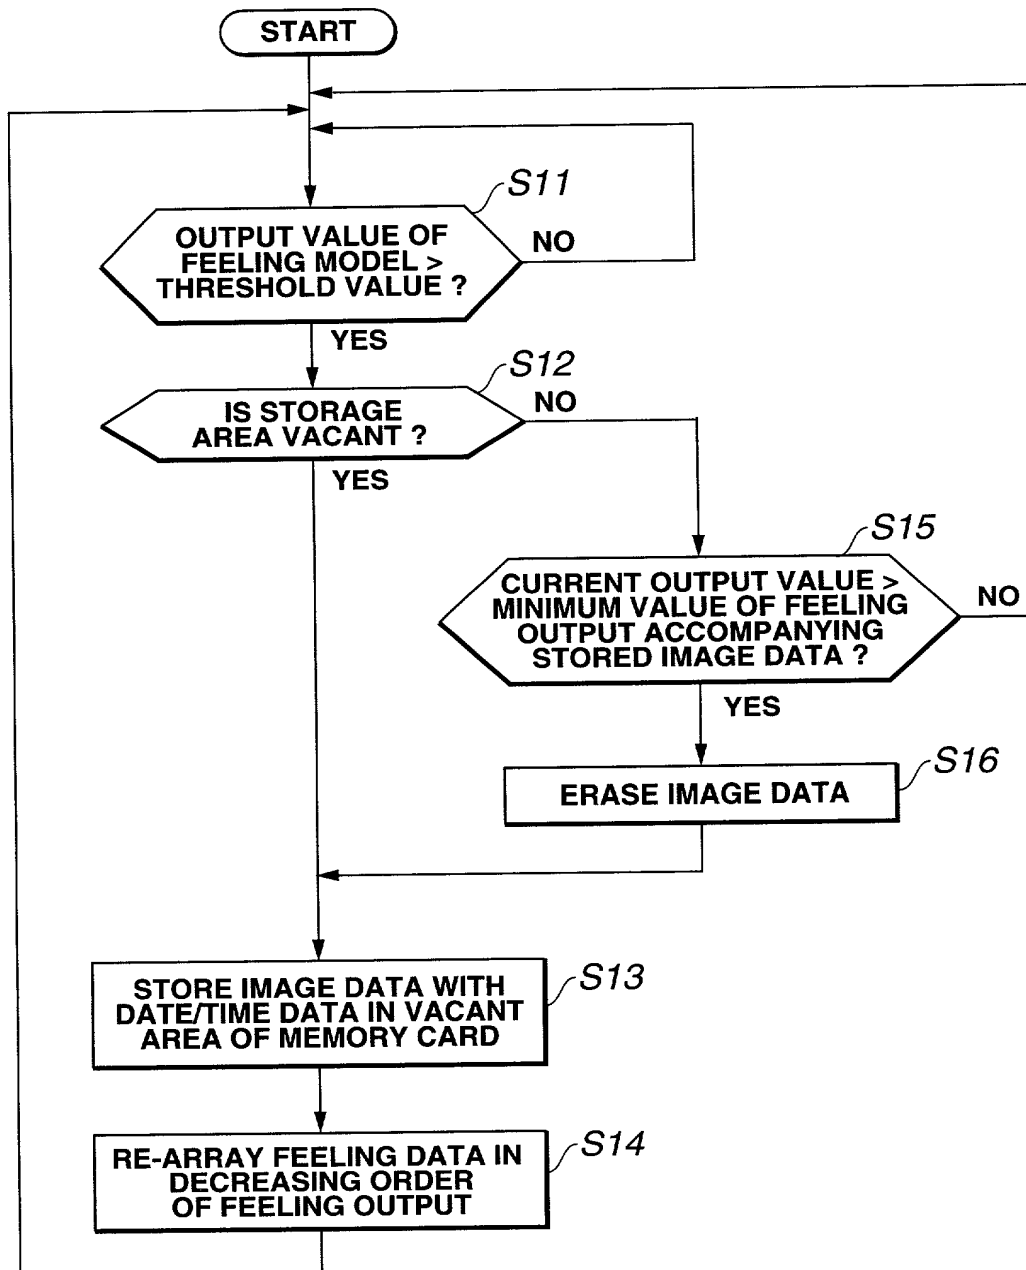 START
S11
OUTPUT VALUE OF
FEELING MODEL >
THRESHOLD VALUE ?
NO
YES
S12
IS STORAGE
AREA VACANT ?
NO
YES
S15
CURRENT OUTPUT VALUE >
MINIMUM VALUE OF FEELING
OUTPUT ACCOMPANYING
STORED IMAGE DATA ?
NO
YES
S16
ERASE IMAGE DATA
S13
STORE IMAGE DATA WITH
DATE/TIME DATA IN VACANT
AREA OF MEMORY CARD
S14
RE-ARRAY FEELING DATA IN
DECREASING ORDER
OF FEELING OUTPUT